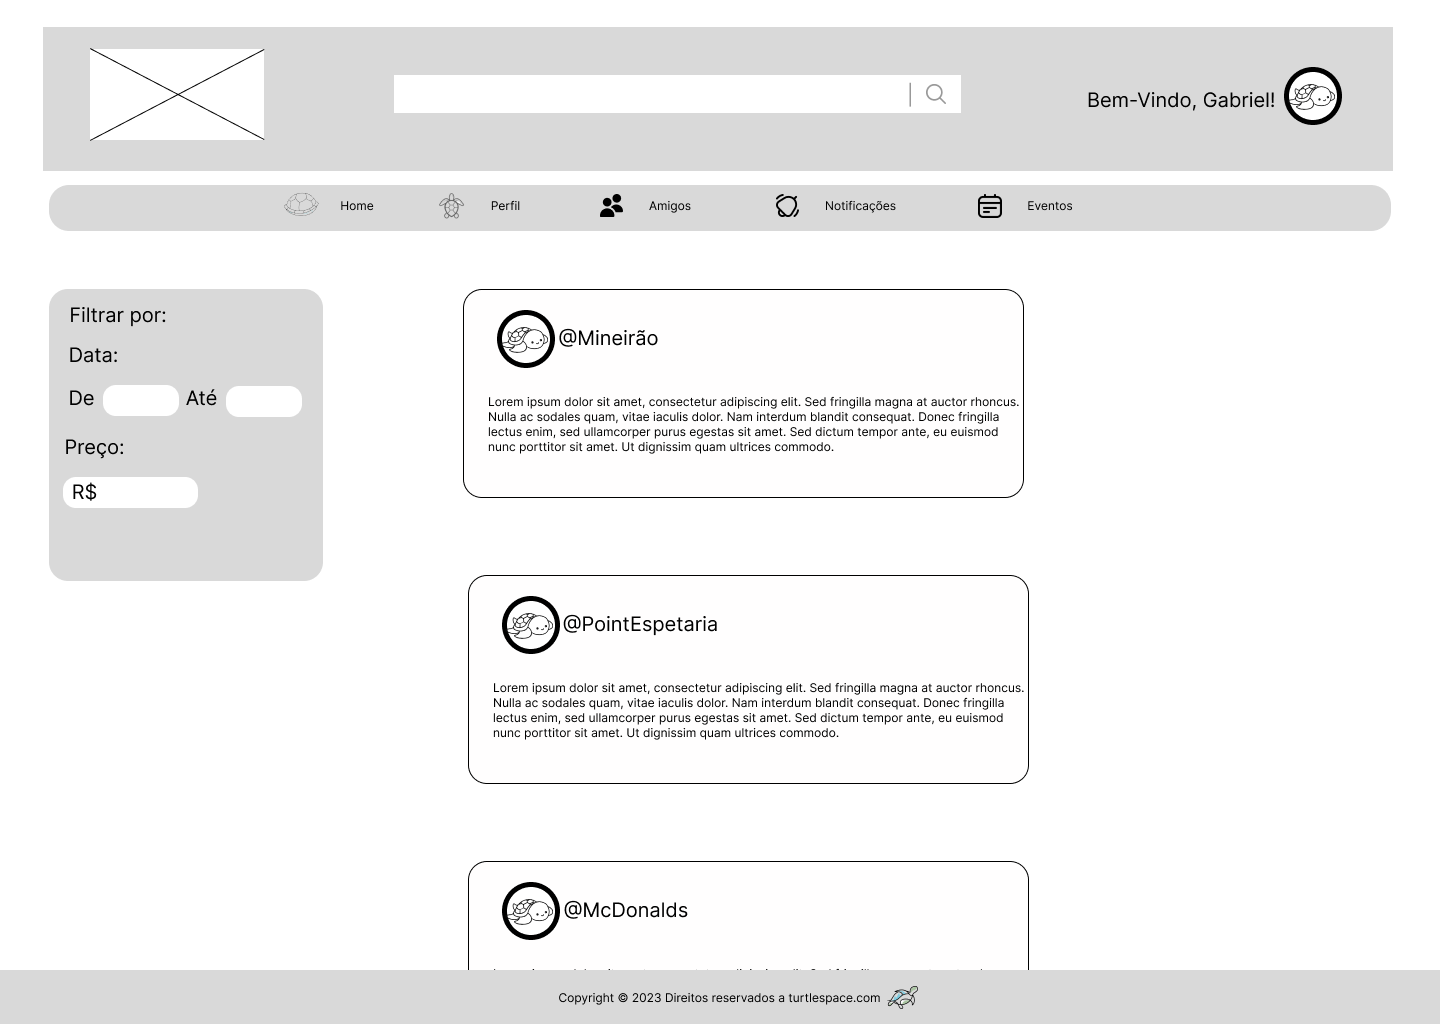 Bem-Vindo, Gabriel!
Home
Perfil
Amigos
Notificações
Eventos
Filtrar por:
Data:
De
Até
Preço:
R$
@Mineirão
Lorem ipsum dolor sit amet, consectetur adipiscing elit. Sed fringilla magna at auctor rhoncus.
Nulla ac sodales quam, vitae iaculis dolor. Nam interdum blandit consequat. Donec fringilla
lectus enim, sed ullamcorper purus egestas sit amet. Sed dictum tempor ante, eu euismod
nunc porttitor sit amet. Ut dignissim quam ultrices commodo.
@PointEspetaria
Lorem ipsum dolor sit amet, consectetur adipiscing elit. Sed fringilla magna at auctor rhoncus.
Nulla ac sodales quam, vitae iaculis dolor. Nam interdum blandit consequat. Donec fringilla
lectus enim, sed ullamcorper purus egestas sit amet. Sed dictum tempor ante, eu euismod
nunc porttitor sit amet. Ut dignissim quam ultrices commodo.
@McDonalds
Copyright © 2023 Direitos reservados a turtlespace.com